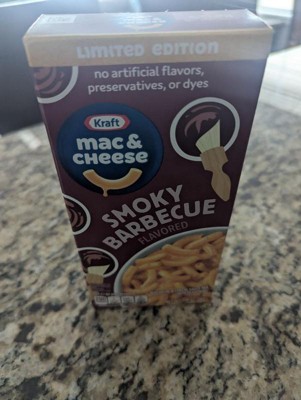 LIMITED EDITION
no artificial flavors,
preservatives, or dyes
Kraft
mac&
cheese
SMOKY
BARBECUE
FLAVORED